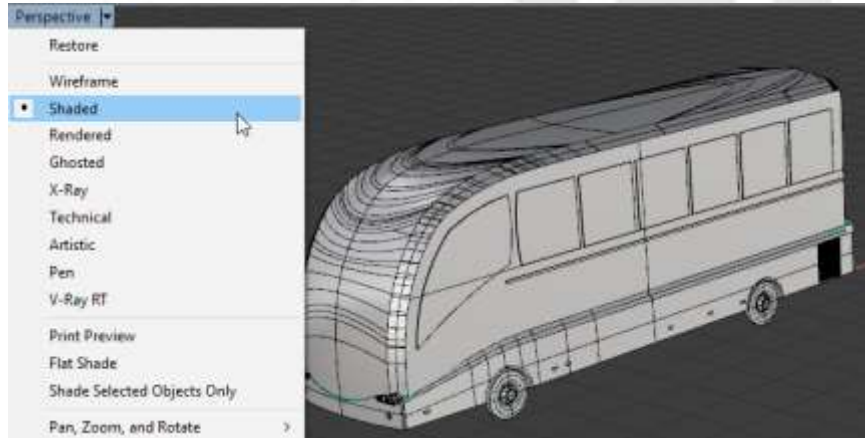 Perspective
Restore
Wireframe
Shaded
Rendered
Ghosted
X-Ray
Technical
Artistic
Pen
V-Ray RT
Print Preview
Flat Shade
Shade Selected Objects Only
Pan, Zoom, and Rotate